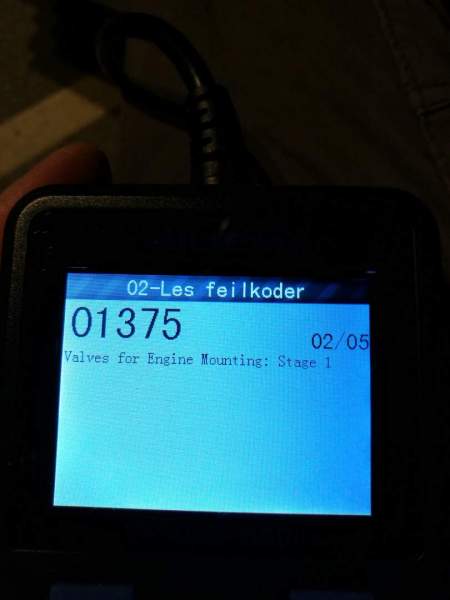 02-Les feilkoder
01375
02/05
Valves for Engine Mounting: Stage 1